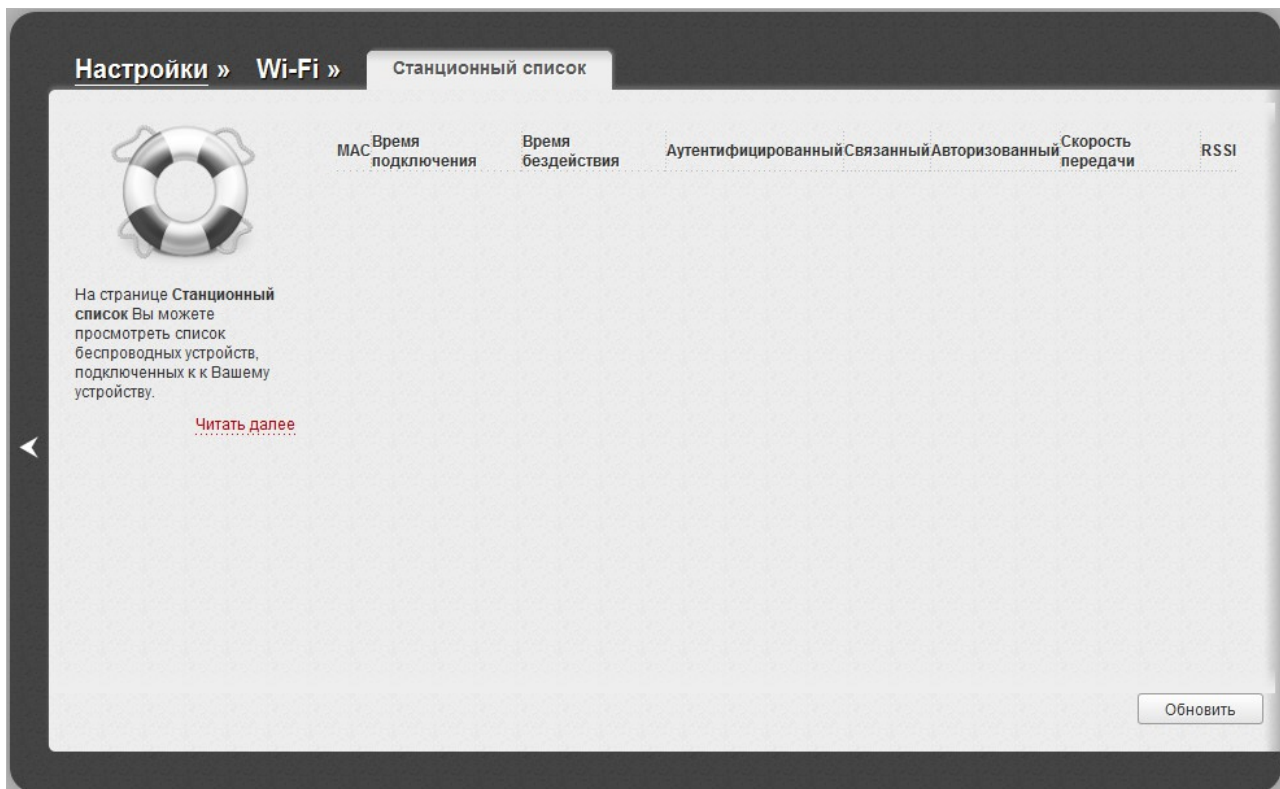 Настройки » Wi-Fi » Станционный список
MAC Время подключения Время бездействия Аутентифицированный Связанный Авторизованный Скорость передачи RSSI
На странице Станционный
список Вы можете
просмотреть список
беспроводных устройств,
подключенных к к Вашему
устройству.
Читать далее
Обновить